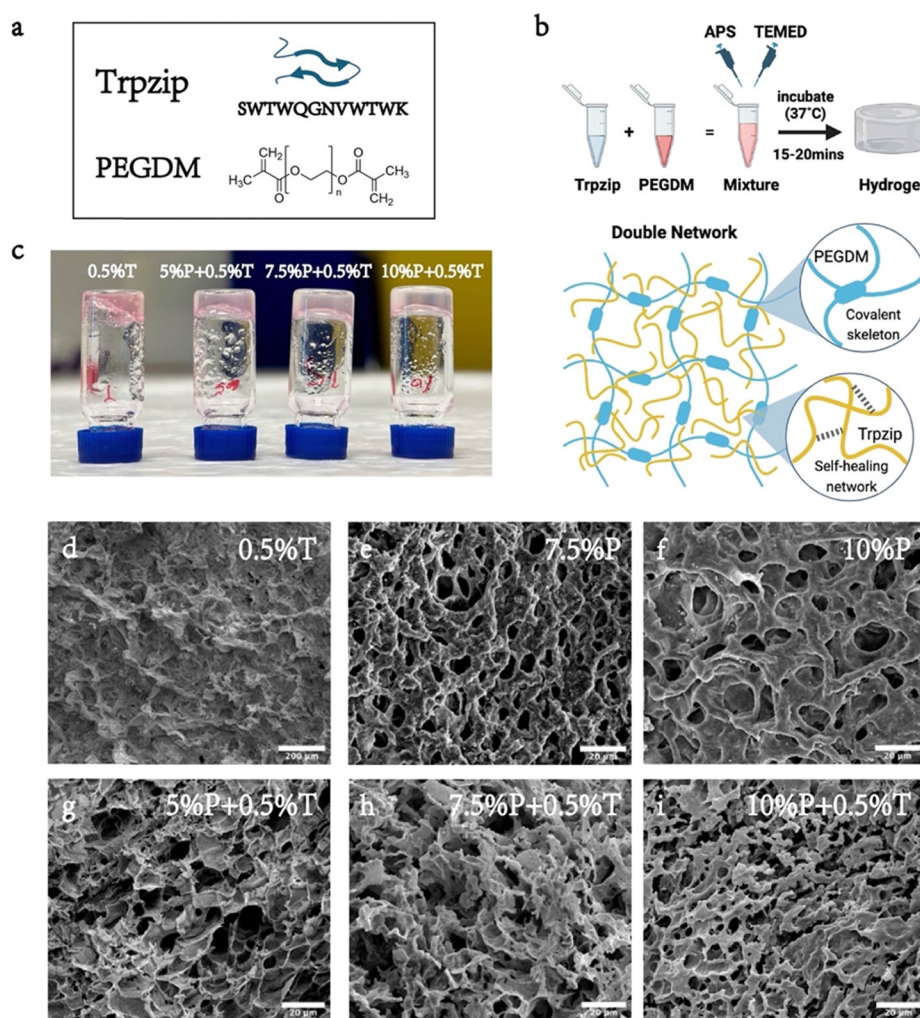 a
Trpzip
SWTWQGNVWTWK
PEGDM
CH₂
H₃C
O
O
n
O
O
CH₃
CH₂
b
APS TEMED
+ =
incubate
(37°C)
15-20mins
Trpzip PEGDM Mixture Hydrogel
Double Network
PEGDM
Covalent
skeleton
Trpzip
Self-healing
network
c
0.5%T 5%P+0.5%T 7.5%P+0.5%T 10%P+0.5%T
d 0.5%T
200 µm
e 7.5%P
20 µm
f 10%P
20 µm
g 5%P+0.5%T
20 µm
h 7.5%P+0.5%T
20 µm
i 10%P+0.5%T
20 µm